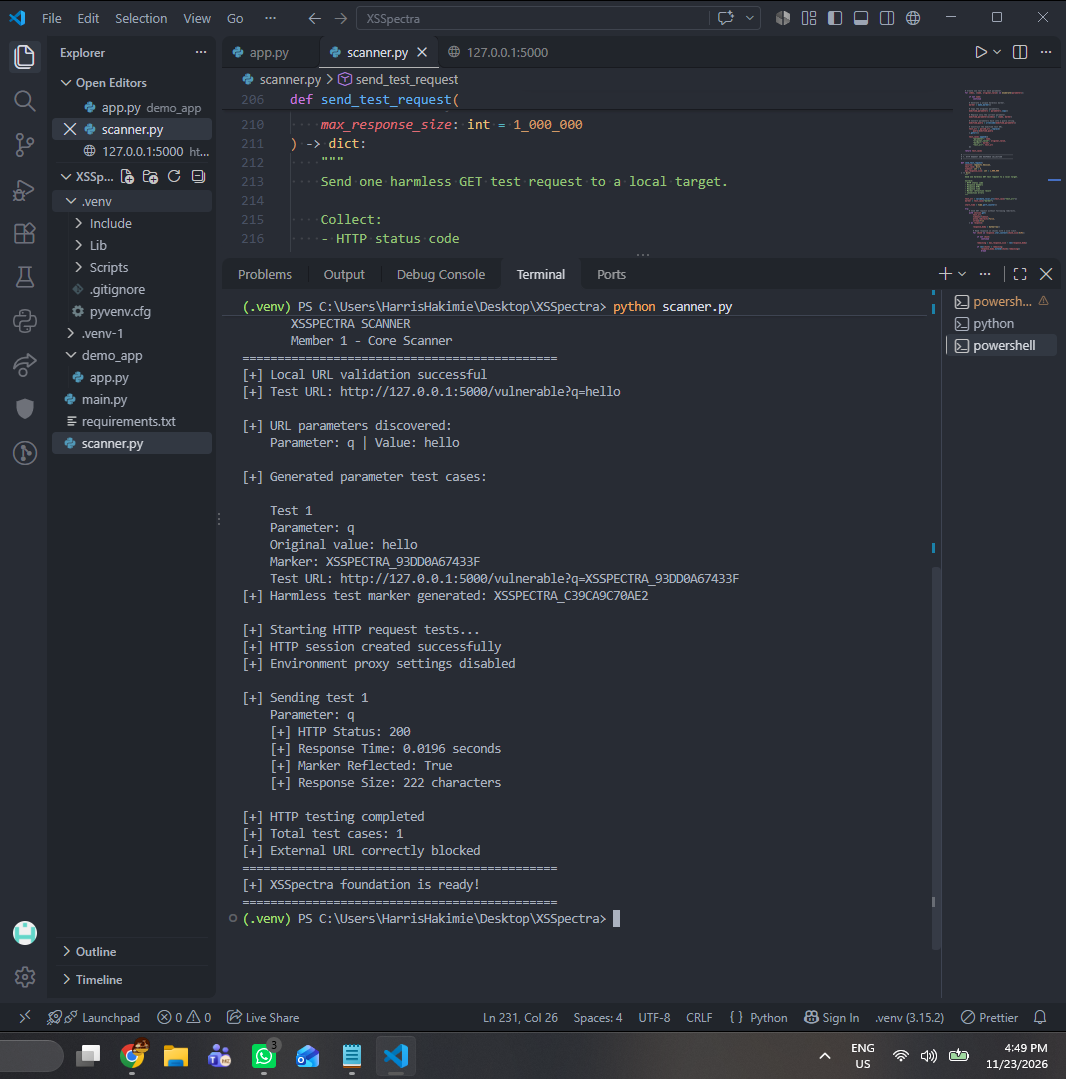 File Edit Selection View Go ··· XSSpectra
Explorer ···
Open Editors
app.py demo_app
scanner.py
127.0.0.1:5000 ht...
XSSp...
.venv
Include
Lib
Scripts
.gitignore
pyvenv.cfg
.venv-1
demo_app
app.py
main.py
requirements.txt
scanner.py
Outline
Timeline
app.py scanner.py 127.0.0.1:5000
scanner.py > send_test_request
206 def send_test_request(
210 max_response_size: int = 1_000_000
211 ) -> dict:
212 """
213 Send one harmless GET test request to a local target.
214
215 Collect:
216 - HTTP status code
Problems Output Debug Console Terminal Ports
powersh...
python
powershell
(.venv) PS C:\Users\HarrisHakimie\Desktop\XSSpectra> python scanner.py
XSSPECTRA SCANNER
Member 1 - Core Scanner
=============================================
[+] Local URL validation successful
[+] Test URL: http://127.0.0.1:5000/vulnerable?q=hello
[+] URL parameters discovered:
Parameter: q | Value: hello
[+] Generated parameter test cases:
Test 1
Parameter: q
Original value: hello
Marker: XSSPECTRA_93DD0A67433F
Test URL: http://127.0.0.1:5000/vulnerable?q=XSSPECTRA_93DD0A67433F
[+] Harmless test marker generated: XSSPECTRA_C39CA9C70AE2
[+] Starting HTTP request tests...
[+] HTTP session created successfully
[+] Environment proxy settings disabled
[+] Sending test 1
Parameter: q
[+] HTTP Status: 200
[+] Response Time: 0.0196 seconds
[+] Marker Reflected: True
[+] Response Size: 222 characters
[+] HTTP testing completed
[+] Total test cases: 1
[+] External URL correctly blocked
=============================================
[+] XSSpectra foundation is ready!
=============================================
(.venv) PS C:\Users\HarrisHakimie\Desktop\XSSpectra>
Launchpad 0 0 Live Share Ln 231, Col 26 Spaces: 4 UTF-8 CRLF { } Python Sign In .venv (3.15.2) Prettier
3
ENG
US
4:49 PM
11/23/2026